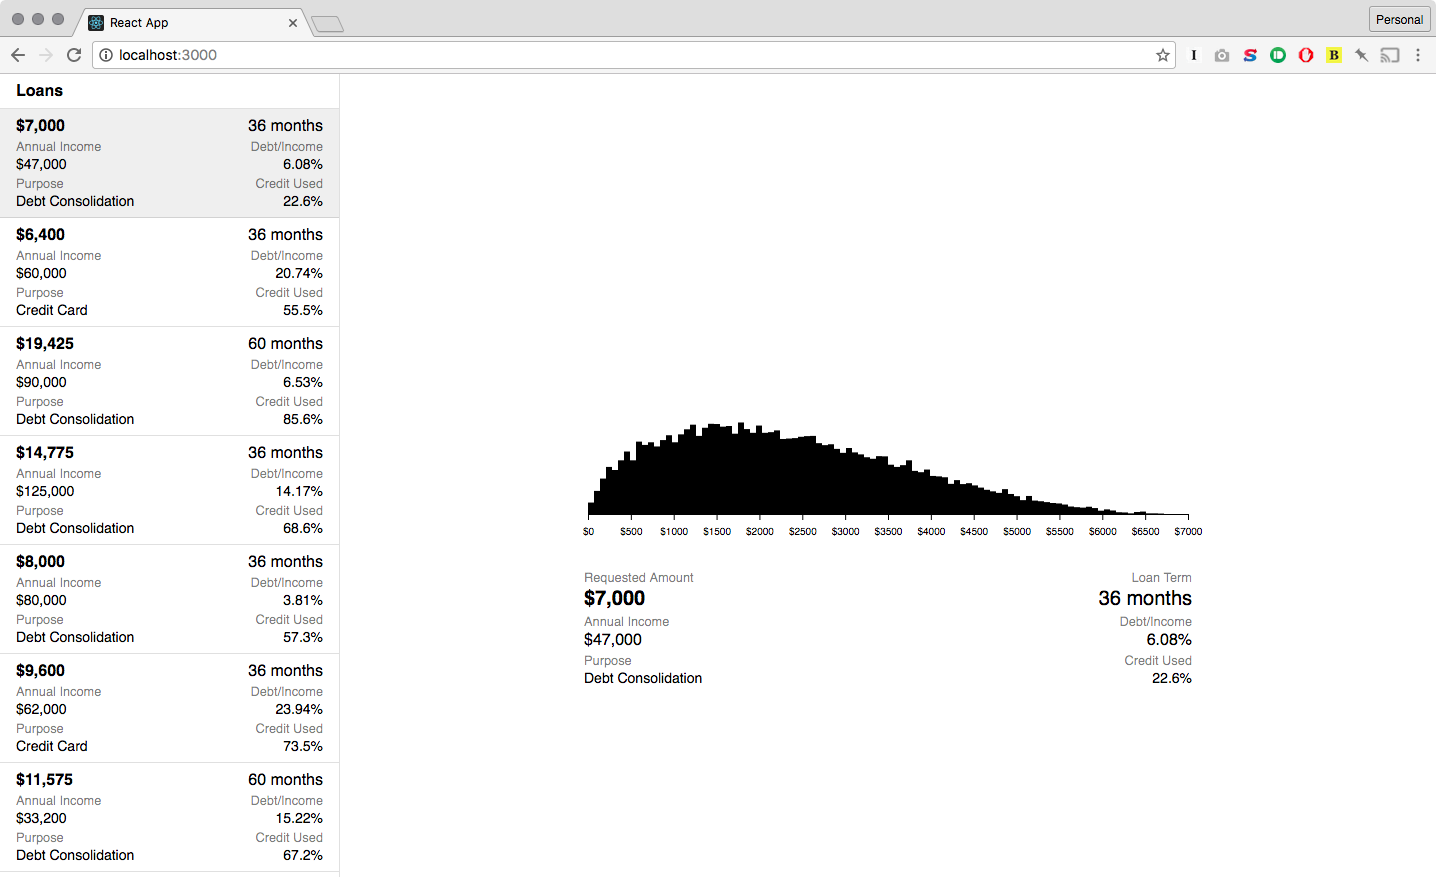 React App
Personal
localhost:3000
Loans
$7,000 36 months
Annual Income Debt/Income
$47,000 6.08%
Purpose Credit Used
Debt Consolidation 22.6%
$6,400 36 months
Annual Income Debt/Income
$60,000 20.74%
Purpose Credit Used
Credit Card 55.5%
$19,425 60 months
Annual Income Debt/Income
$90,000 6.53%
Purpose Credit Used
Debt Consolidation 85.6%
$14,775 36 months
Annual Income Debt/Income
$125,000 14.17%
Purpose Credit Used
Debt Consolidation 68.6%
$8,000 36 months
Annual Income Debt/Income
$80,000 3.81%
Purpose Credit Used
Debt Consolidation 57.3%
$9,600 36 months
Annual Income Debt/Income
$62,000 23.94%
Purpose Credit Used
Credit Card 73.5%
$11,575 60 months
Annual Income Debt/Income
$33,200 15.22%
Purpose Credit Used
Debt Consolidation 67.2%
$0 $500 $1000 $1500 $2000 $2500 $3000 $3500 $4000 $4500 $5000 $5500 $6000 $6500 $7000
Requested Amount Loan Term
$7,000 36 months
Annual Income Debt/Income
$47,000 6.08%
Purpose Credit Used
Debt Consolidation 22.6%